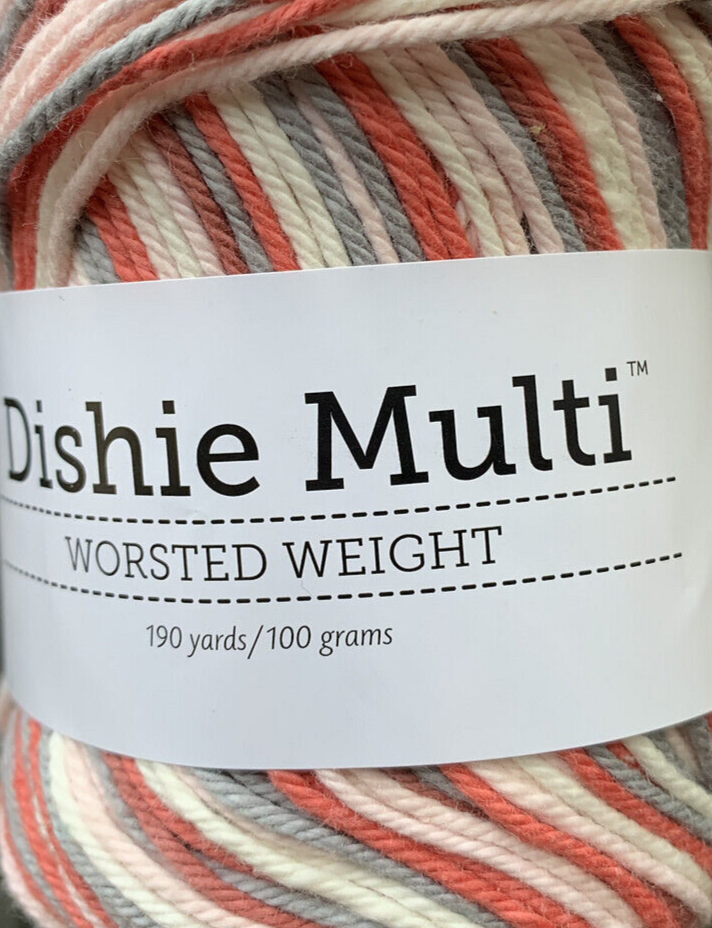 Dishie Multi™
WORSTED WEIGHT
190 yards/100 grams